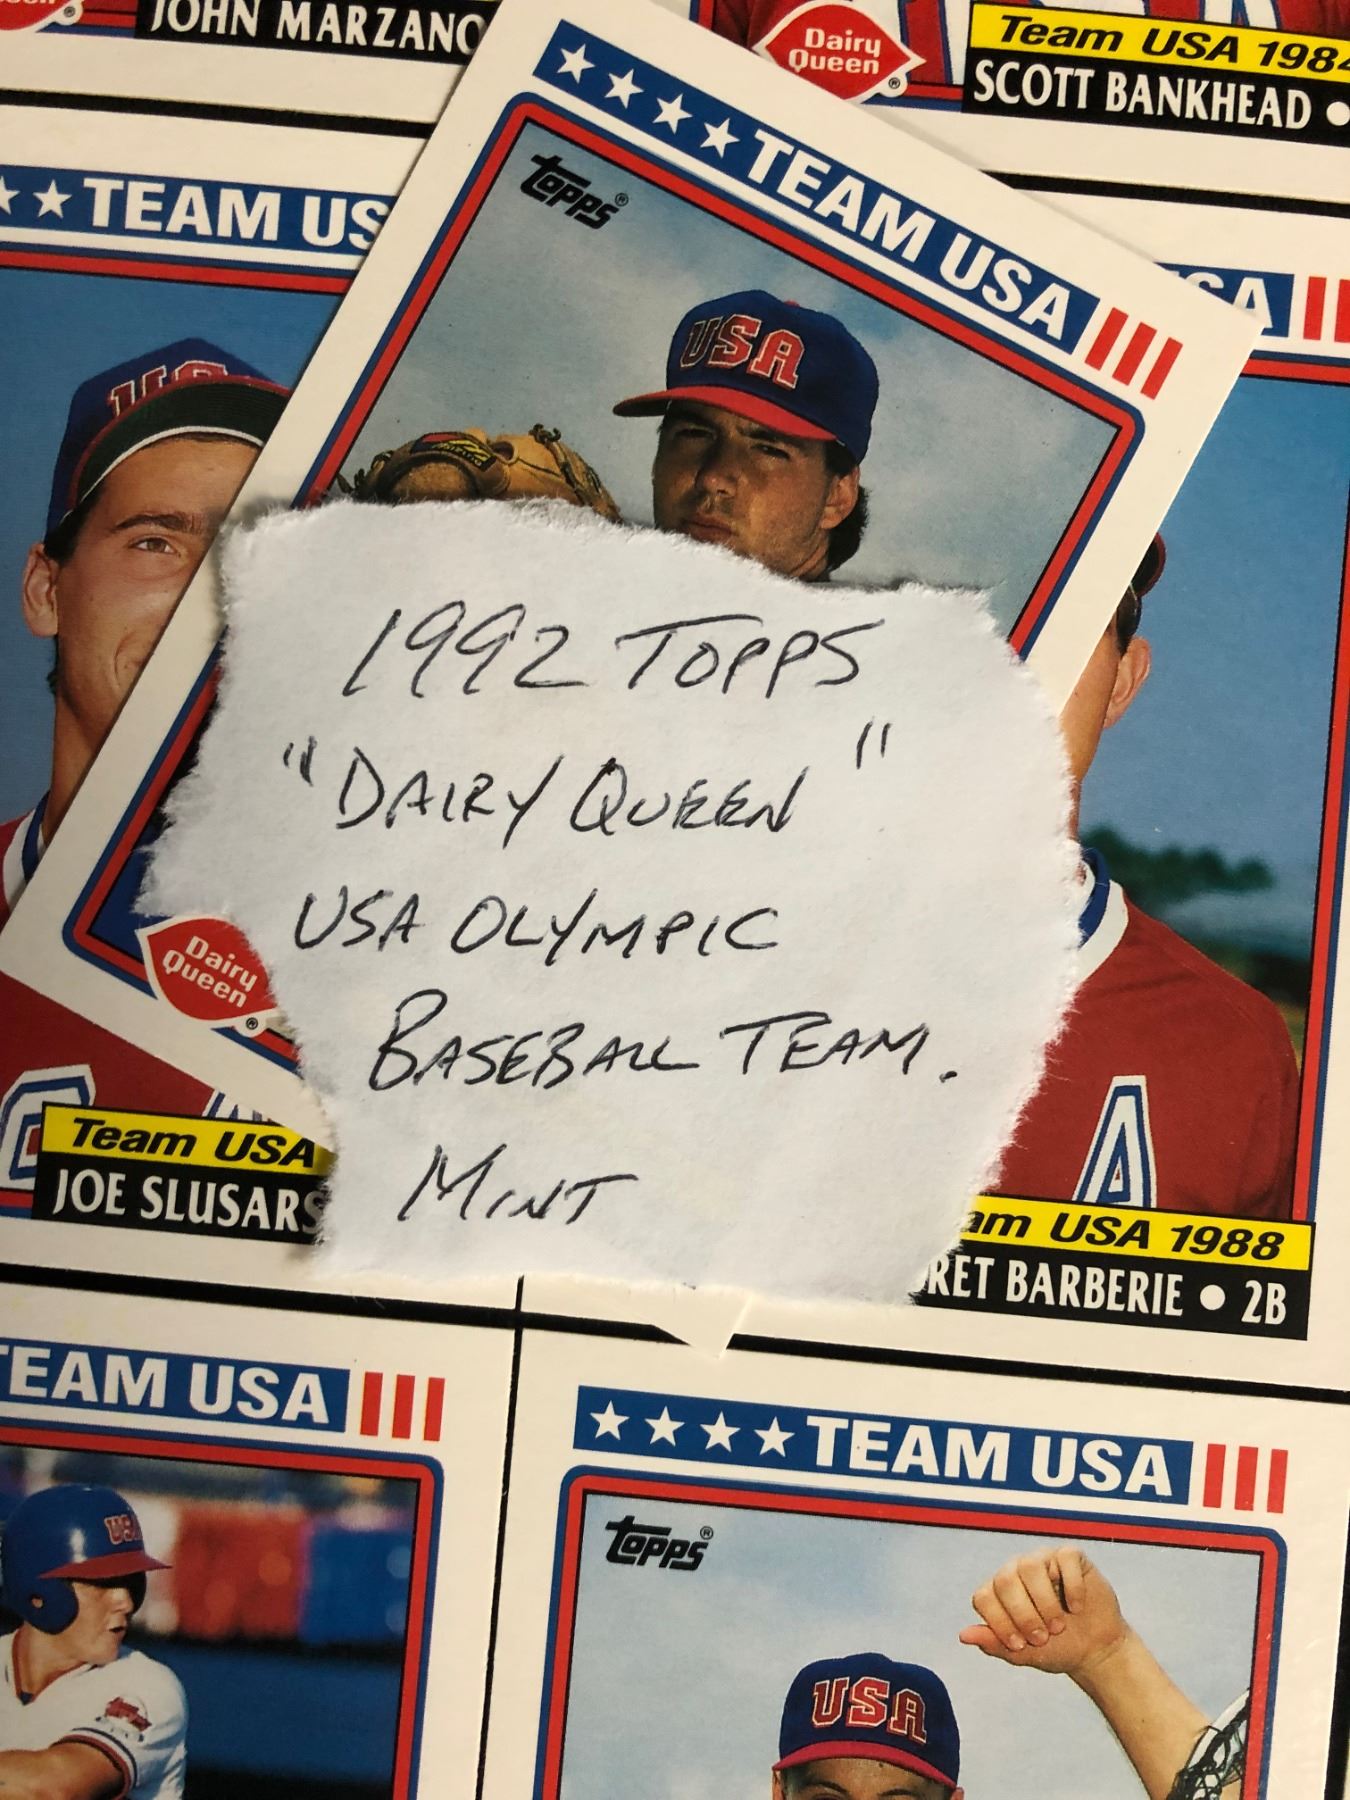 JOHN MARZANO
Dairy
Queen®
Team USA 1984
SCOTT BANKHEAD •
TEAM US
TEAM USA
Topps®
USA
1992 TOPPS
"DAIRY QUEEN"
USA OLYMPIC
BASEBALL TEAM.
MINT
Dairy
Queen®
Team USA
JOE SLUSARS
A
am USA 1988
RET BARBERIE • 2B
TEAM USA
USA
TEAM USA
Topps®
USA